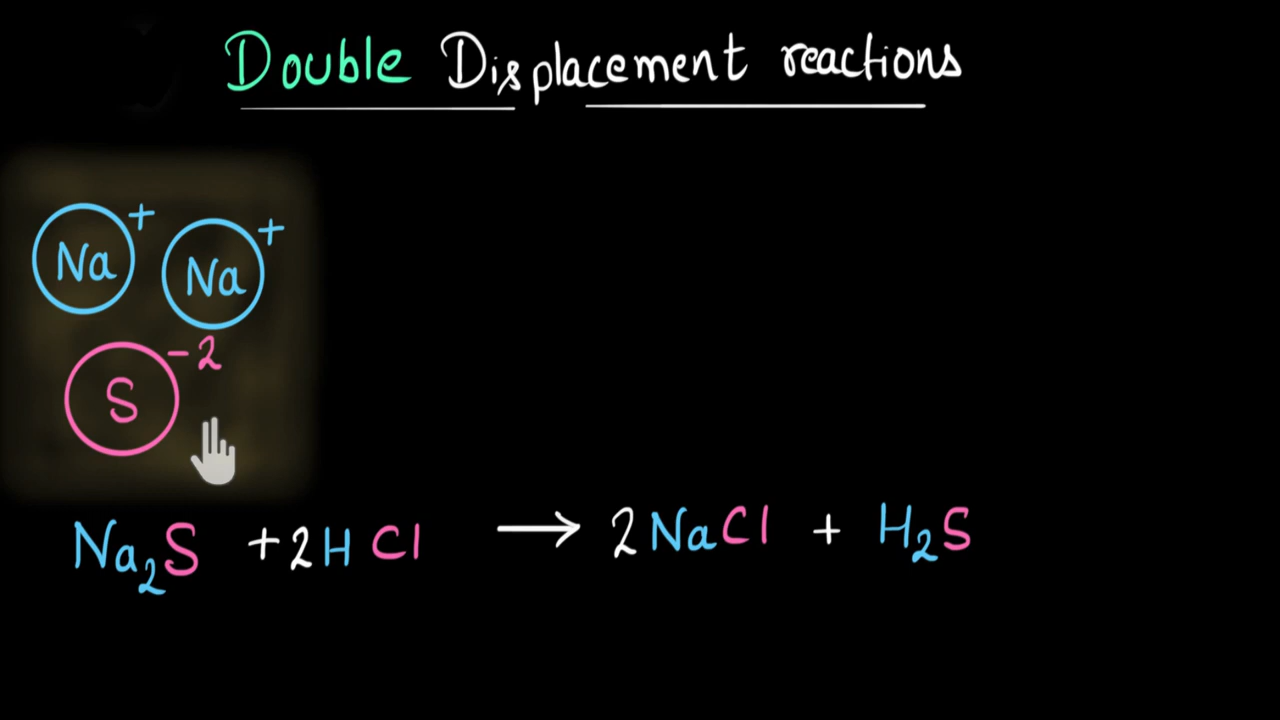 Double Displacement reactions
Na⁺ Na⁺
S⁻²
Na₂S + 2HCl → 2NaCl + H₂S